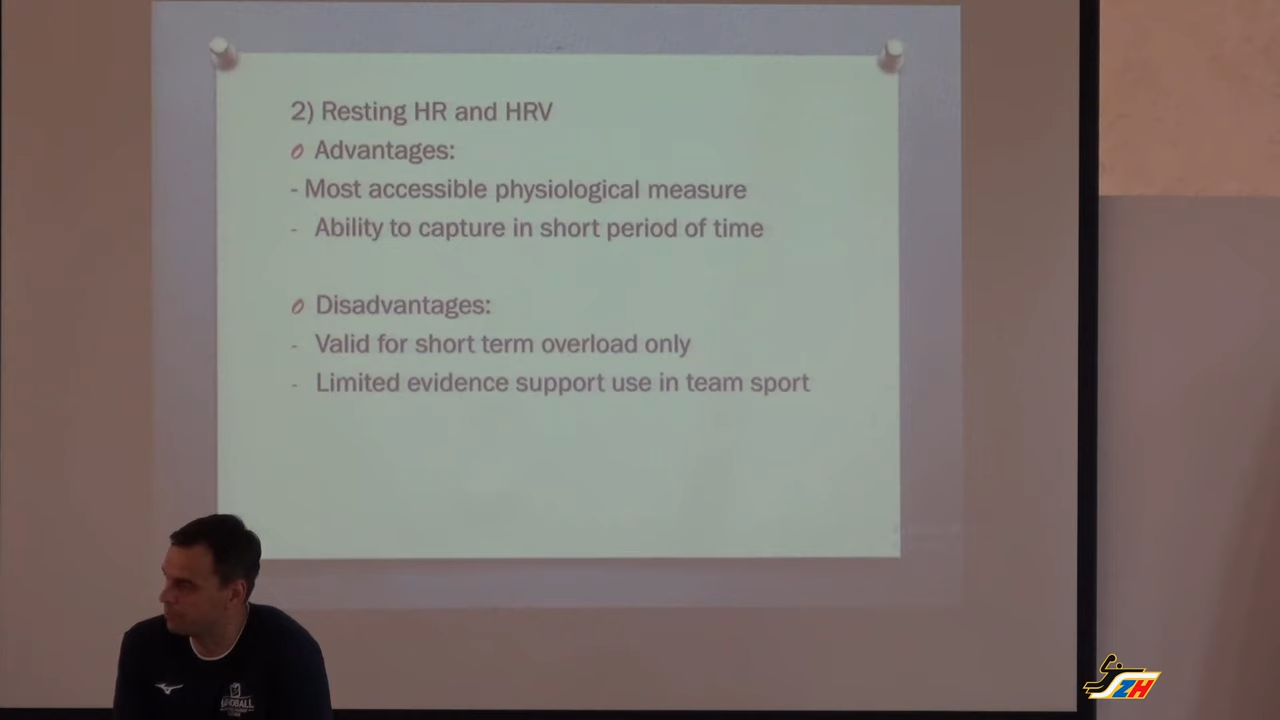 2) Resting HR and HRV
Advantages:
- Most accessible physiological measure
- Ability to capture in short period of time
Disadvantages:
- Valid for short term overload only
- Limited evidence support use in team sport
ZH